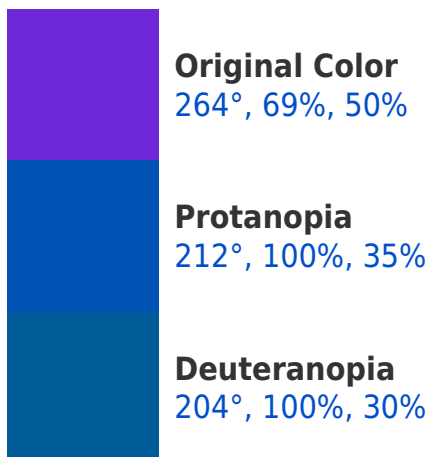 Original Color
264°, 69%, 50%
Protanopia
212°, 100%, 35%
Deuteranopia
204°, 100%, 30%